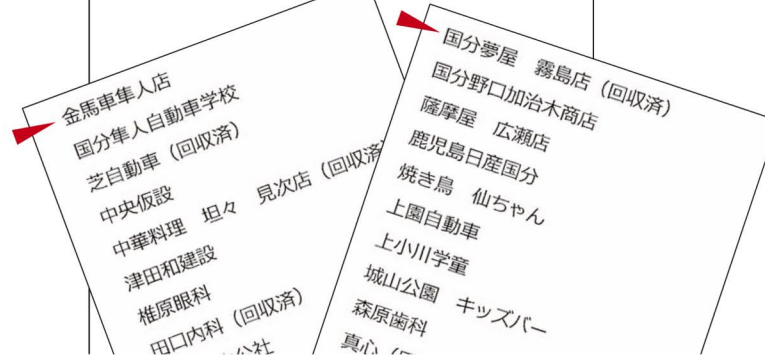 金馬車隼人店
国分隼人自動車学校
芝自動車（回収済）
中央仮設
中華料理　坦々　見次店（回収済
津田和建設
椎原眼科
田口内科（回収済）
公社
国分夢屋　霧島店（回収済）
国分野口加治木商店
薩摩屋　広瀬店
鹿児島日産国分
焼き鳥　仙ちゃん
上園自動車
上小川学童
城山公園　キッズパー
森原歯科
真心